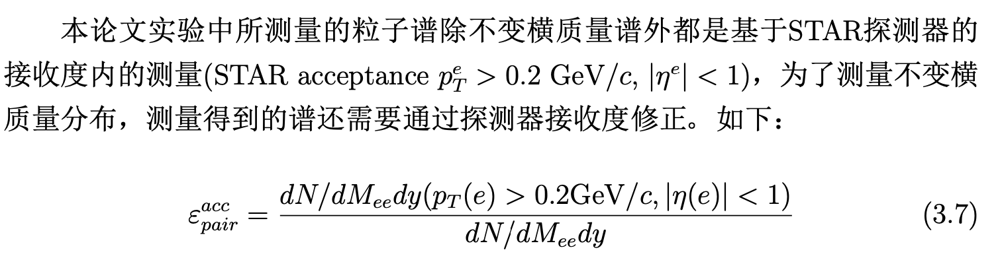 本论文实验中所测量的粒子谱除不变横质量谱外都是基于STAR探测器的
接收度内的测量(STAR acceptance $p_T^e > 0.2$ GeV/$c$, $|\eta^e| < 1$)，为了测量不变横
质量分布，测量得到的谱还需要通过探测器接收度修正。如下：
$\varepsilon_{pair}^{acc} = \frac{dN/dM_{ee}dy(p_T(e) > 0.2\mathrm{GeV}/c, |\eta(e)| < 1)}{dN/dM_{ee}dy}$ (3.7)